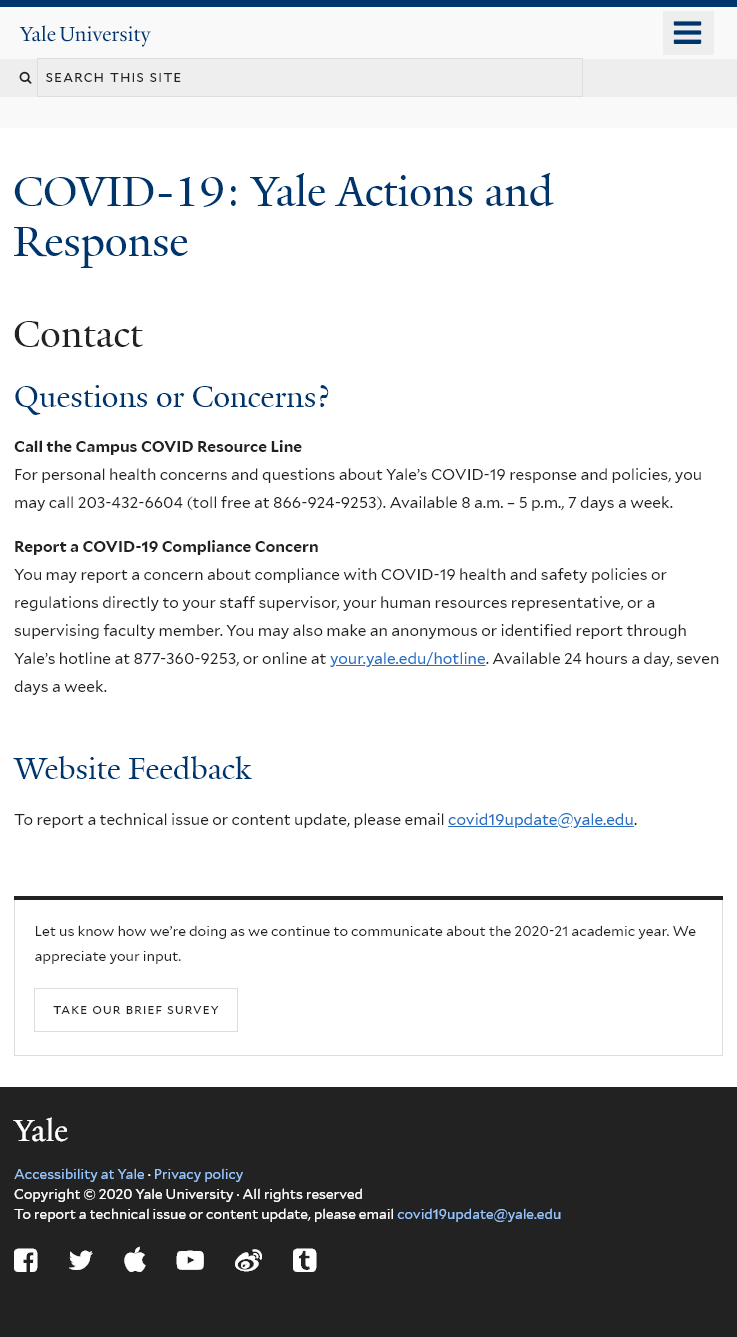 Yale University
SEARCH THIS SITE
COVID-19: Yale Actions and
Response
Contact
Questions or Concerns?
Call the Campus COVID Resource Line
For personal health concerns and questions about Yale’s COVID-19 response and policies, you
may call 203-432-6604 (toll free at 866-924-9253). Available 8 a.m. – 5 p.m., 7 days a week.
Report a COVID-19 Compliance Concern
You may report a concern about compliance with COVID-19 health and safety policies or
regulations directly to your staff supervisor, your human resources representative, or a
supervising faculty member. You may also make an anonymous or identified report through
Yale’s hotline at 877-360-9253, or online at your.yale.edu/hotline. Available 24 hours a day, seven
days a week.
Website Feedback
To report a technical issue or content update, please email covid19update@yale.edu.
Let us know how we’re doing as we continue to communicate about the 2020-21 academic year. We
appreciate your input.
TAKE OUR BRIEF SURVEY
Yale
Accessibility at Yale · Privacy policy
Copyright © 2020 Yale University · All rights reserved
To report a technical issue or content update, please email covid19update@yale.edu